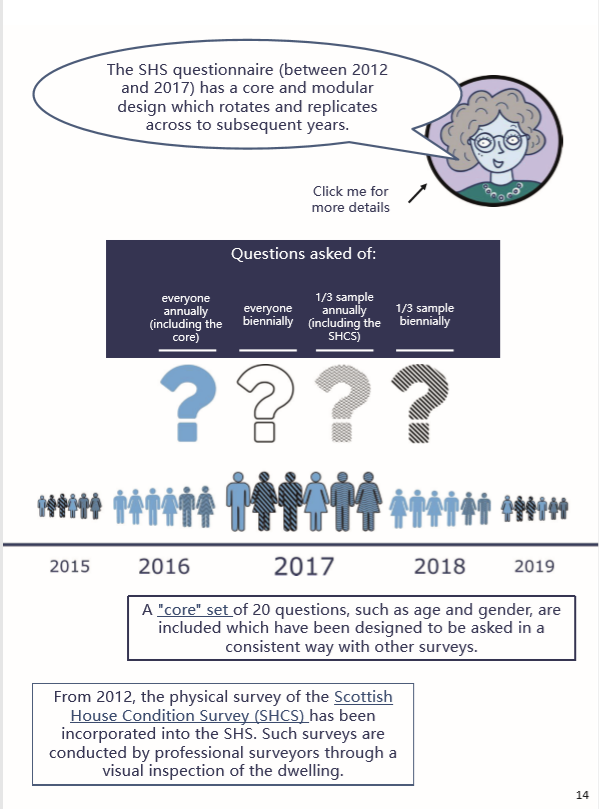 The SHS questionnaire (between 2012
and 2017) has a core and modular
design which rotates and replicates
across to subsequent years.
Click me for
more details
Questions asked of:
everyone
annually
(including the
core)
everyone
biennially
1/3 sample
annually
(including the
SHCS)
1/3 sample
biennially
? ? ? ?
2015 2016 2017 2018 2019
A "core" set of 20 questions, such as age and gender, are
included which have been designed to be asked in a
consistent way with other surveys.
From 2012, the physical survey of the Scottish
House Condition Survey (SHCS) has been
incorporated into the SHS. Such surveys are
conducted by professional surveyors through a
visual inspection of the dwelling.
14